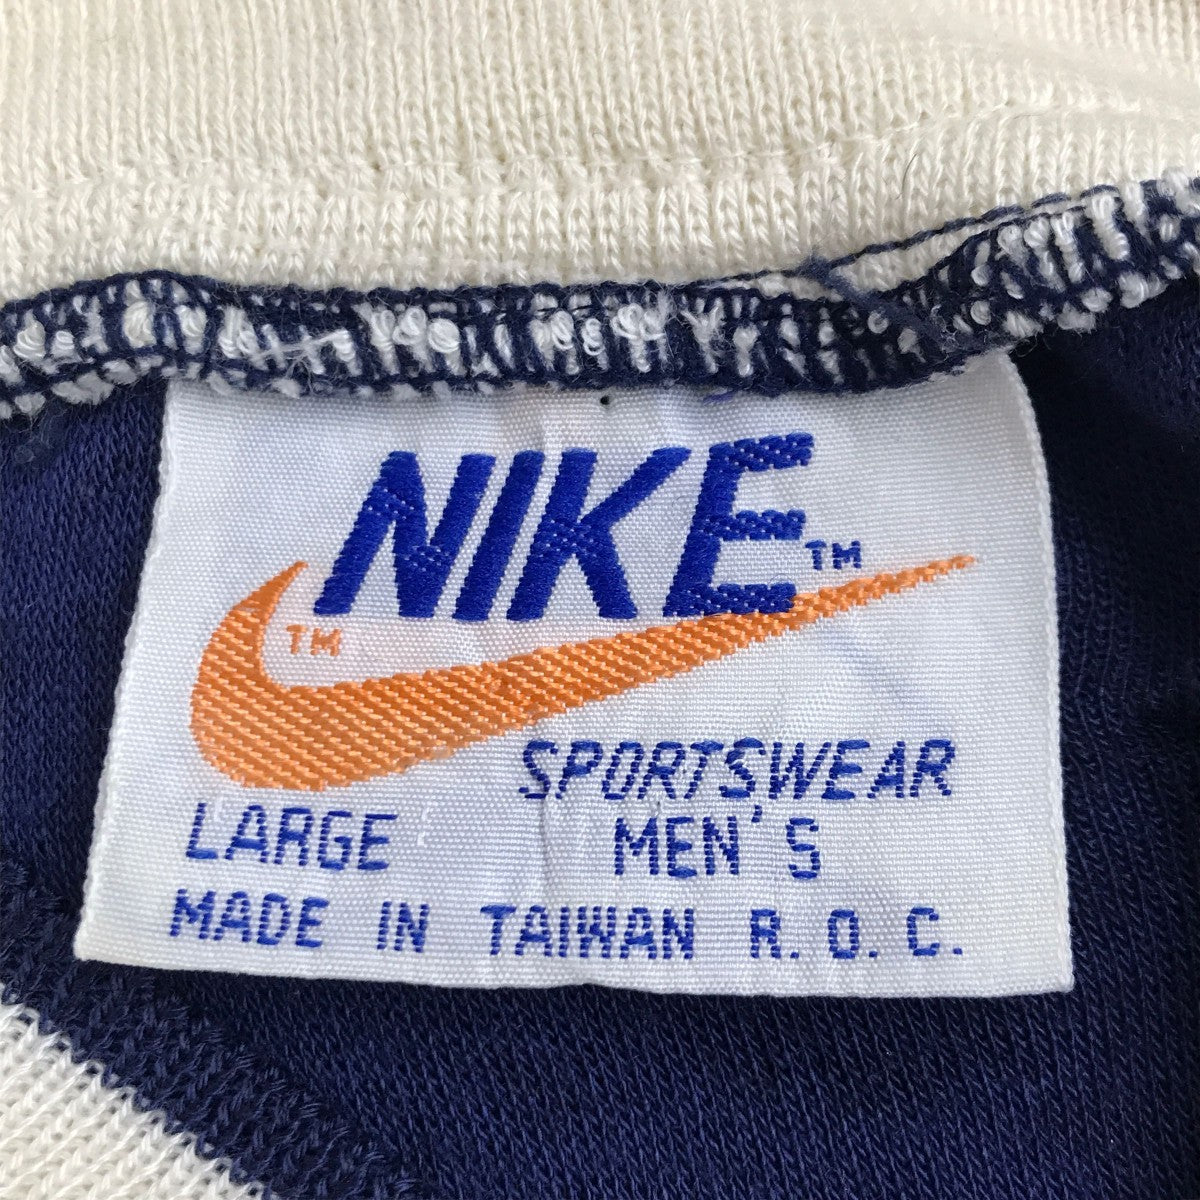 NIKE™
™
SPORTSWEAR
LARGE MEN'S
MADE IN TAIWAN R.O.C.